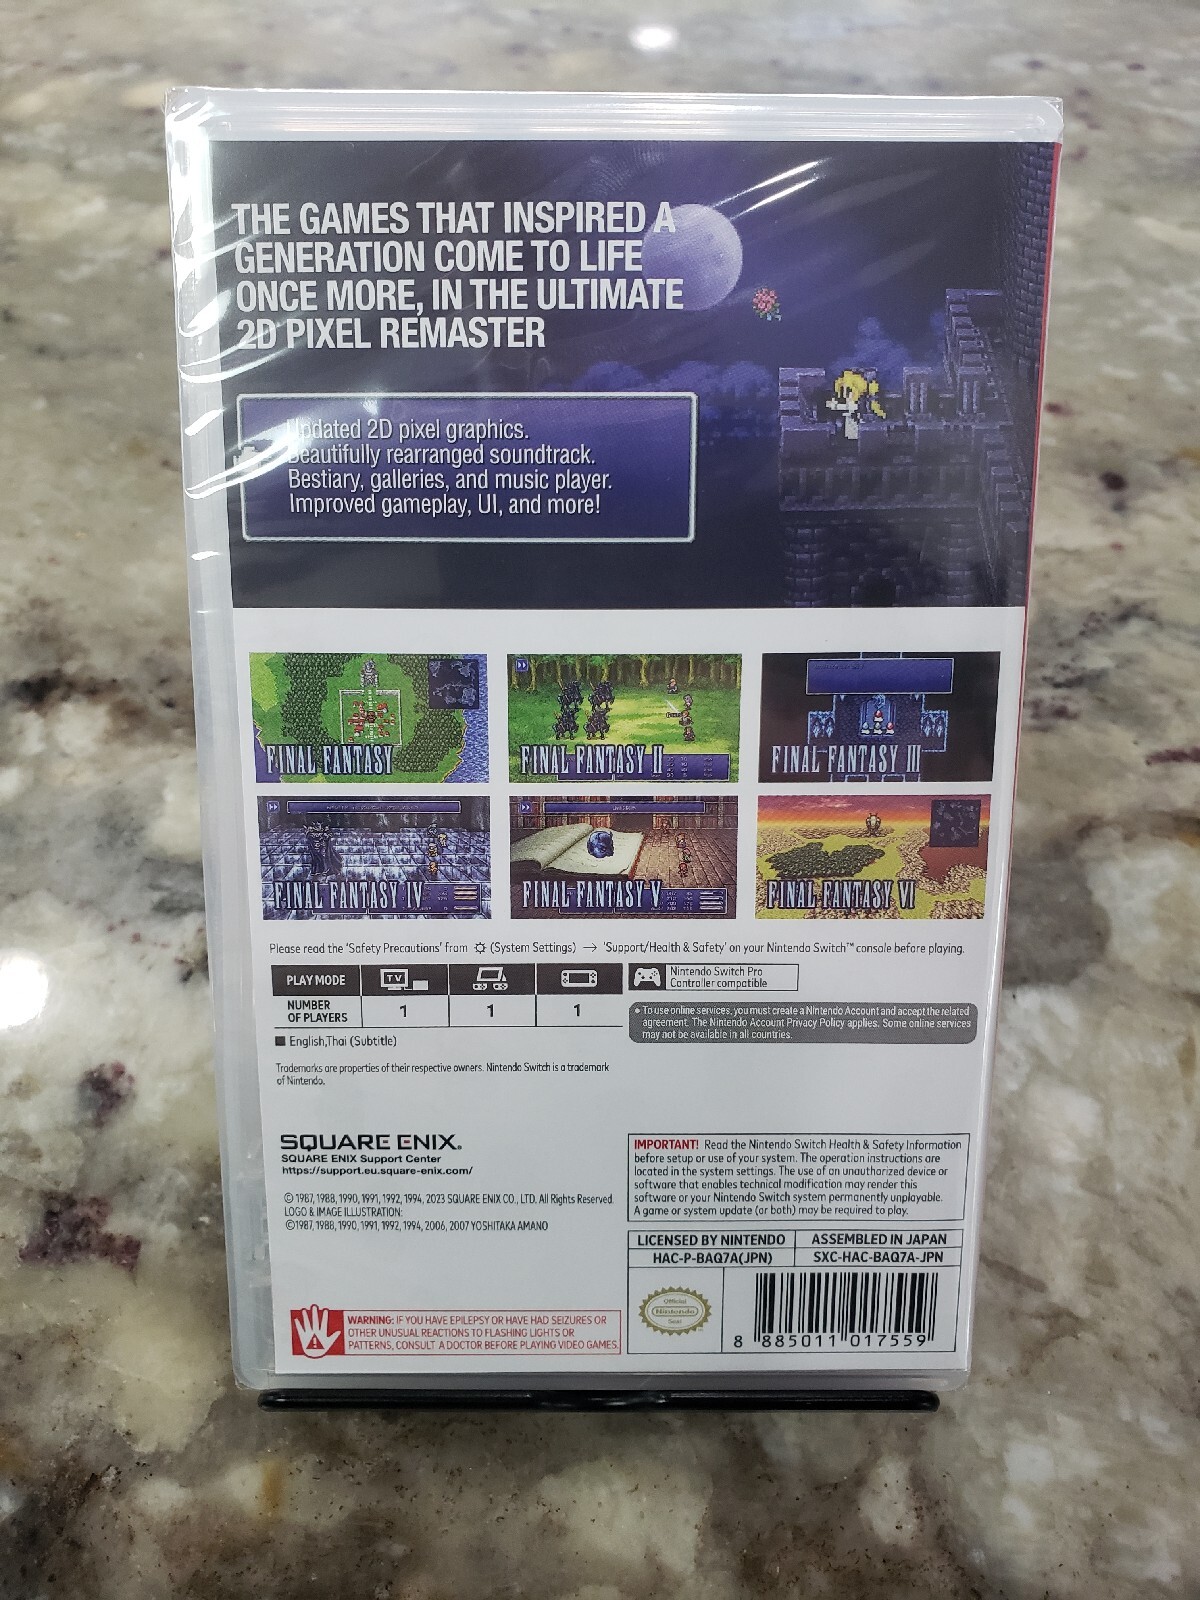 THE GAMES THAT INSPIRED A
GENERATION COME TO LIFE
ONCE MORE, IN THE ULTIMATE
2D PIXEL REMASTER
Updated 2D pixel graphics.
Beautifully rearranged soundtrack.
Bestiary, galleries, and music player.
Improved gameplay, UI, and more!
FINAL FANTASY
FINAL FANTASY II
FINAL FANTASY III
FINAL FANTASY IV
FINAL FANTASY V
FINAL FANTASY VI
Please read the 'Safety Precautions' from (System Settings) → 'Support/Health & Safety' on your Nintendo Switch™ console before playing.
PLAY MODE
TV
NUMBER
OF PLAYERS
1
1
1
Nintendo Switch Pro
Controller compatible
• To use online services, you must create a Nintendo Account and accept the related
agreement. The Nintendo Account Privacy Policy applies. Some online services
may not be available in all countries.
English,Thai (Subtitle)
Trademarks are properties of their respective owners. Nintendo Switch is a trademark
of Nintendo.
SQUARE ENIX.
SQUARE ENIX Support Center
https://support.eu.square-enix.com/
© 1987, 1988, 1990, 1991, 1992, 1994, 2023 SQUARE ENIX CO., LTD. All Rights Reserved.
LOGO & IMAGE ILLUSTRATION:
©1987, 1988, 1990, 1991, 1992, 1994, 2006, 2007 YOSHITAKA AMANO
IMPORTANT! Read the Nintendo Switch Health & Safety Information
before setup or use of your system. The operation instructions are
located in the system settings. The use of an unauthorized device or
software that enables technical modification may render this
software or your Nintendo Switch system permanently unplayable.
A game or system update (or both) may be required to play.
LICENSED BY NINTENDO
ASSEMBLED IN JAPAN
HAC-P-BAQ7A(JPN)
SXC-HAC-BAQ7A-JPN
Official
Nintendo
Seal
8 885011 017559
WARNING: IF YOU HAVE EPILEPSY OR HAVE HAD SEIZURES OR
OTHER UNUSUAL REACTIONS TO FLASHING LIGHTS OR
PATTERNS, CONSULT A DOCTOR BEFORE PLAYING VIDEO GAMES.